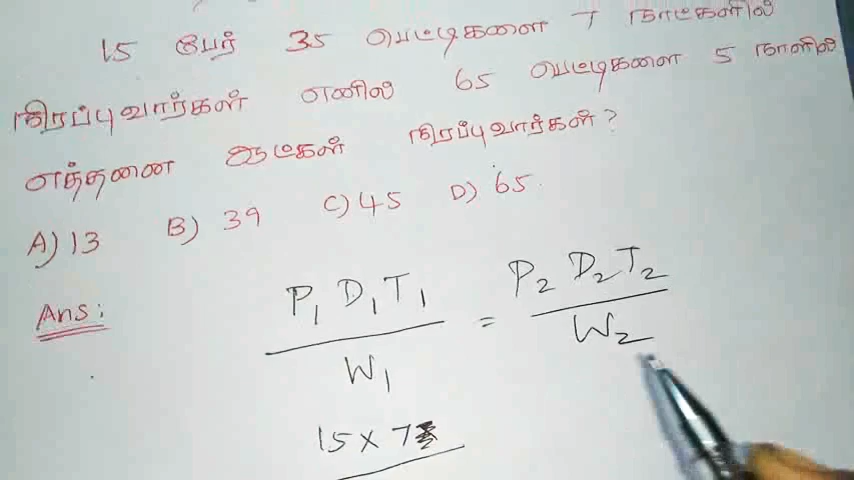 15 பேர் 35 பெட்டிகளை 7 நாட்களில்
நிரப்புவார்கள் எனில் 65 பெட்டிகளை 5 நாளில்
எத்தனை ஆட்கள் நிரப்புவார்கள்?
A) 13 B) 39 C) 45 D) 65
Ans:
P₁ D₁ T₁ = P₂ D₂ T₂
W₁ W₂
15 x 7